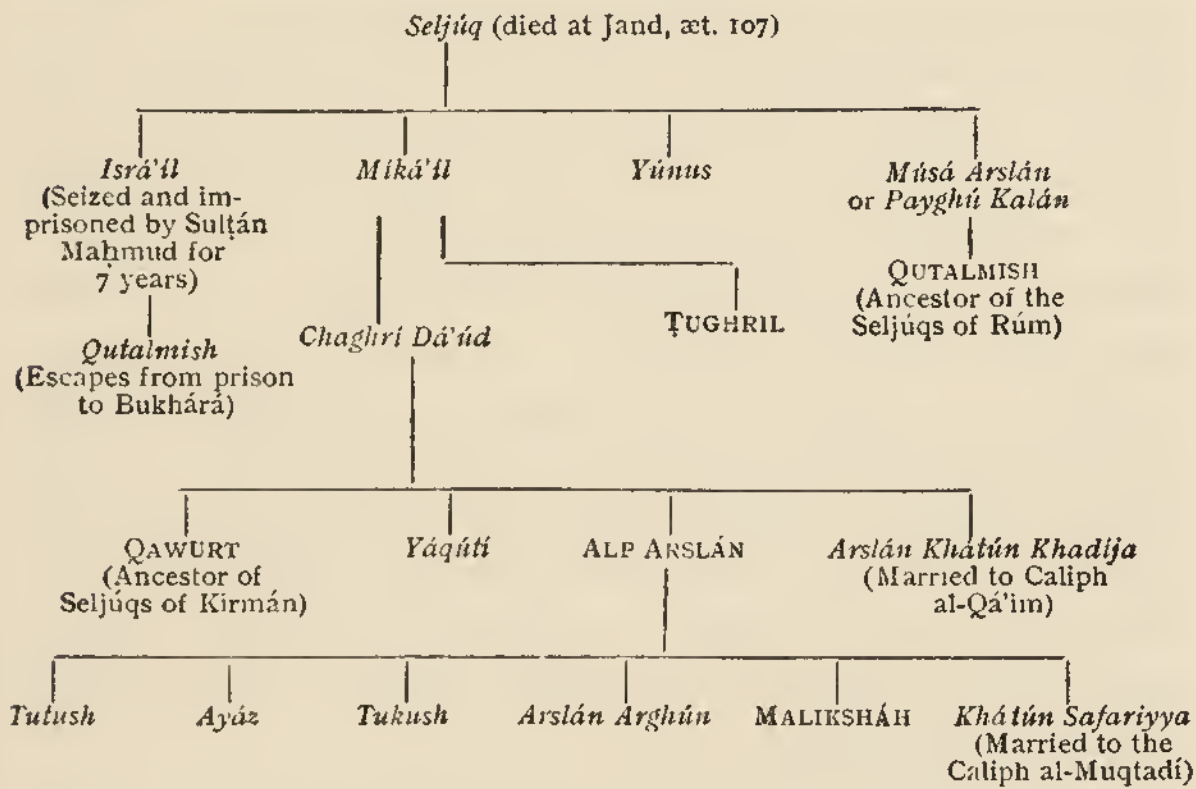 Seljúq (died at Jand, æt. 107)
Isrá'íl
(Seized and im-
prisoned by Sulṭán
Maḥmud for
7 years)
Míká'íl
Yúnus
Músá Arslán
or Payghú Kalán
Qutalmish
(Escapes from prison
to Bukhárá)
Chaghrí Dá'úd
ṬUGHRIL
QUTALMISH
(Ancestor of the
Seljúqs of Rúm)
QAWURT
(Ancestor of
Seljúqs of Kirmán)
Yáqútí
ALP ARSLÁN
Arslán Khátún Khadíja
(Married to Caliph
al-Qá'im)
Tutush
Ayáz
Tukush
Arslán Arghún
MALIKSHÁH
Khátún Safariyya
(Married to the
Caliph al-Muqtadí)